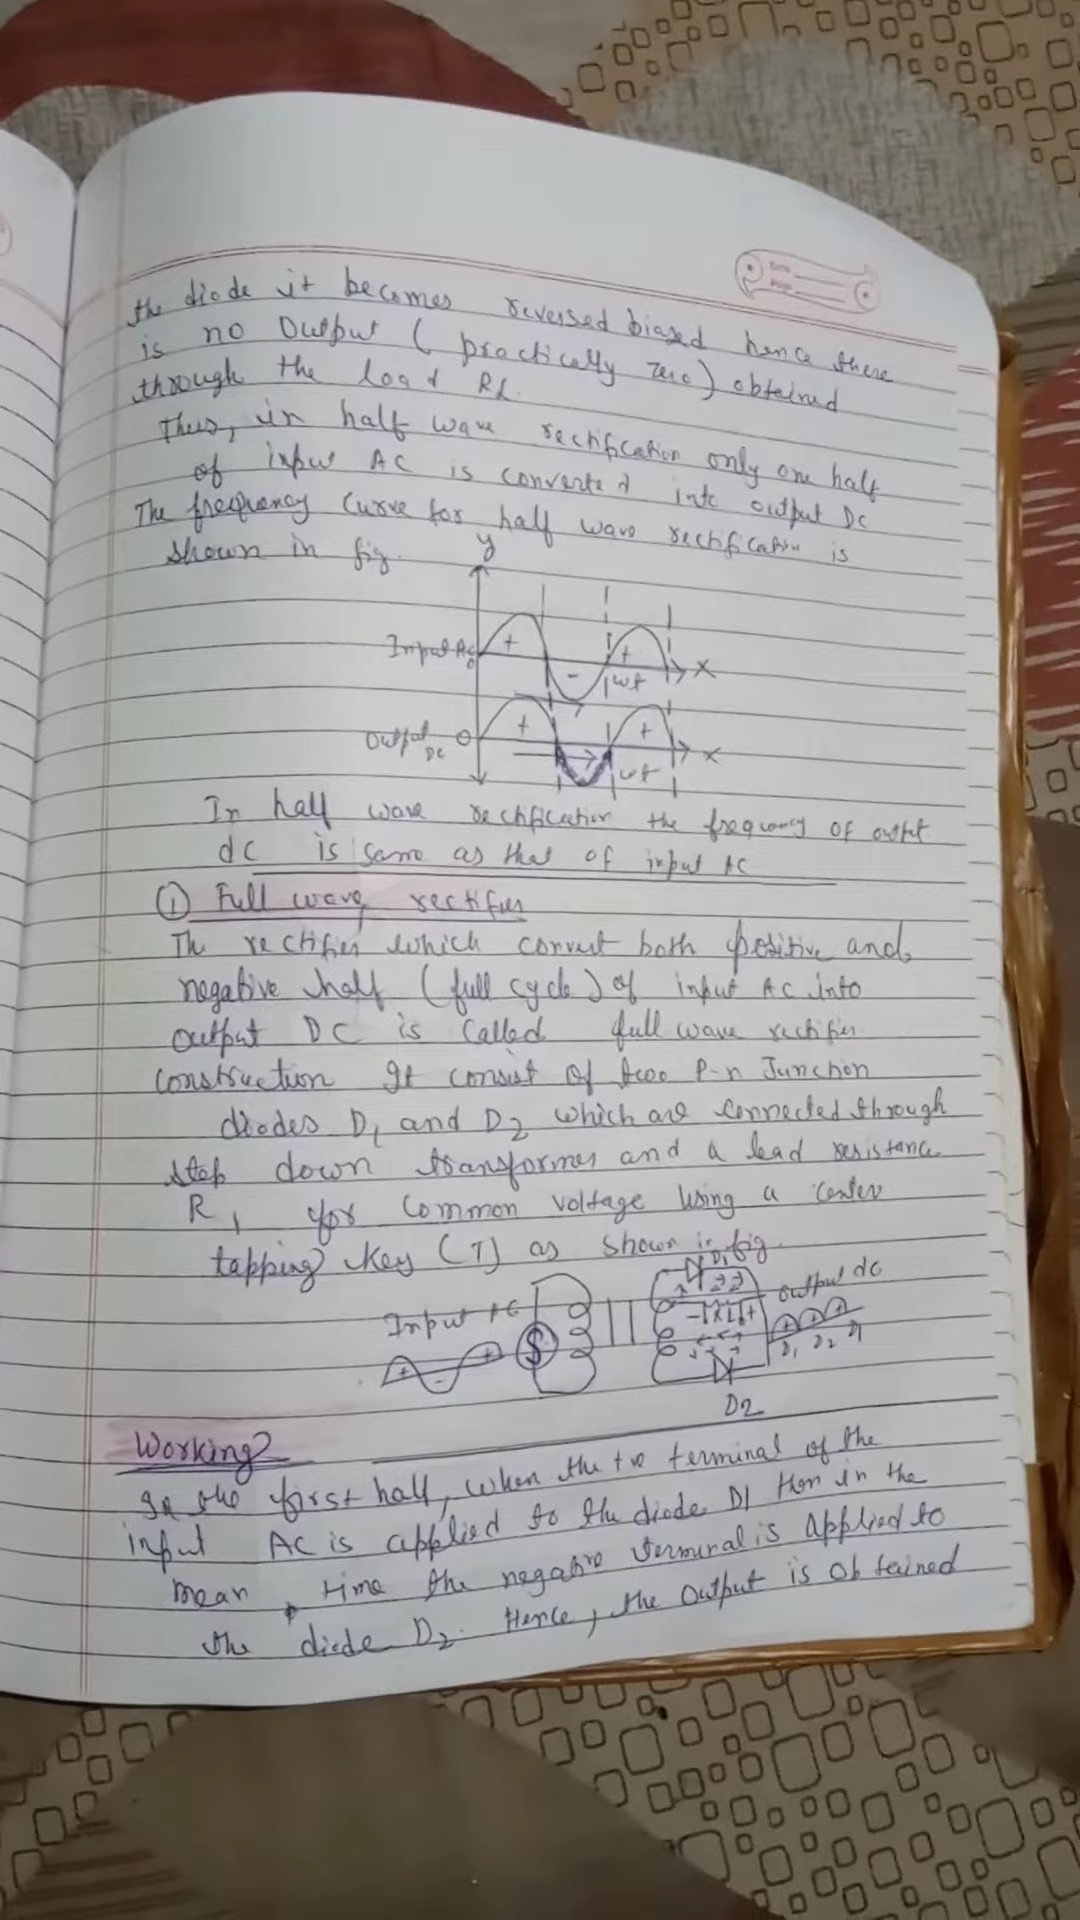 the diode it becomes reversed biased hence there
is no output ( practically zero) obtained
through the load RL.
Thus, in half wave rectification only one half
of input AC is converted into output DC
The frequency curve for half wave rectification is
shown in fig.
y
Input AC
+
-
+
wt
X
Output DC
O
+
+
wt
X
In half wave rectification the frequency of output
dc is same as that of input AC
① Full wave rectifier
The rectifier which convert both positive and
negative half (full cycle) of input AC into
output DC is called full wave rectifier
construction It consist of two P-n Junction
diodes D1 and D2 which are connected through
step down transformer and a load resistance
R1 for common voltage using a center
tapping key (T) as shown in fig.
D1
Input AC
output dc
D1 D2 D1
D2
Working
In the first half, when the +ve terminal of the
input AC is applied to the diode D1 then in the
mean time the negative terminal is applied to
the diode D2. Hence, the output is obtained